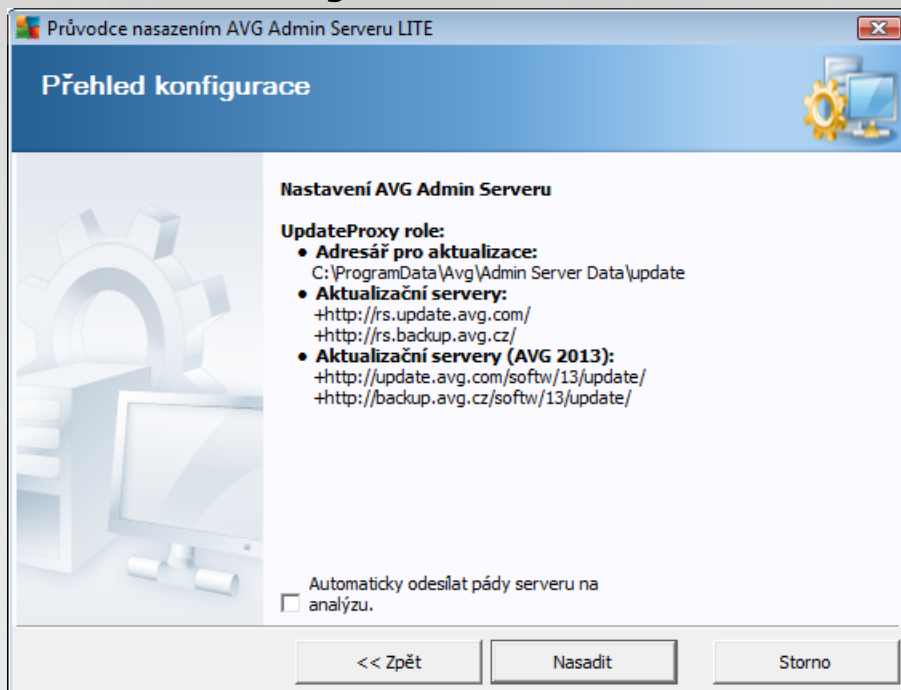 Průvodce nasazením AVG Admin Serveru LITE
Přehled konfigurace
Nastavení AVG Admin Serveru
UpdateProxy role:
• Adresář pro aktualizace:
C:\ProgramData\Avg\Admin Server Data\update
• Aktualizační servery:
+http://rs.update.avg.com/
+http://rs.backup.avg.cz/
• Aktualizační servery (AVG 2013):
+http://update.avg.com/softw/13/update/
+http://backup.avg.cz/softw/13/update/
Automaticky odesílat pády serveru na
analýzu.
<< Zpět
Nasadit
Storno